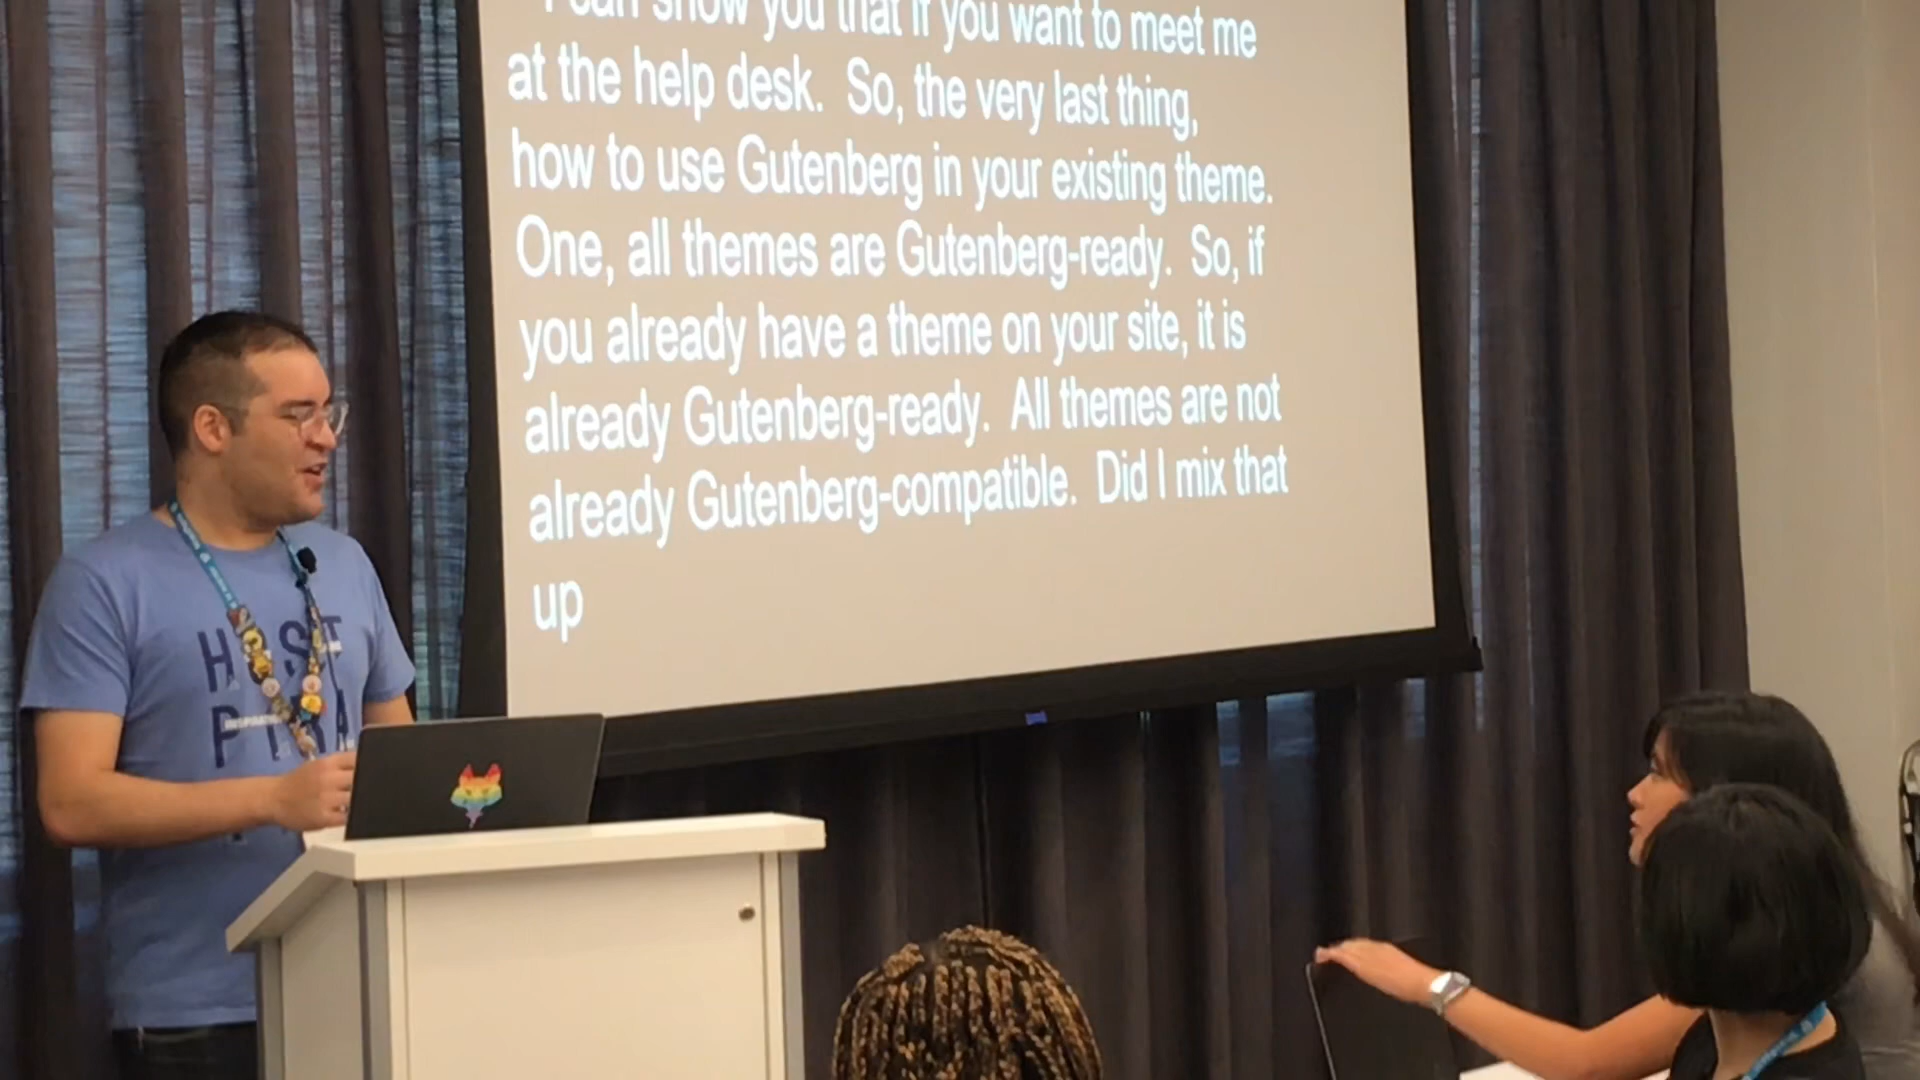 I can show you that if you want to meet me
at the help desk. So, the very last thing,
how to use Gutenberg in your existing theme.
One, all themes are Gutenberg-ready. So, if
you already have a theme on your site, it is
already Gutenberg-ready. All themes are not
already Gutenberg-compatible. Did I mix that
up